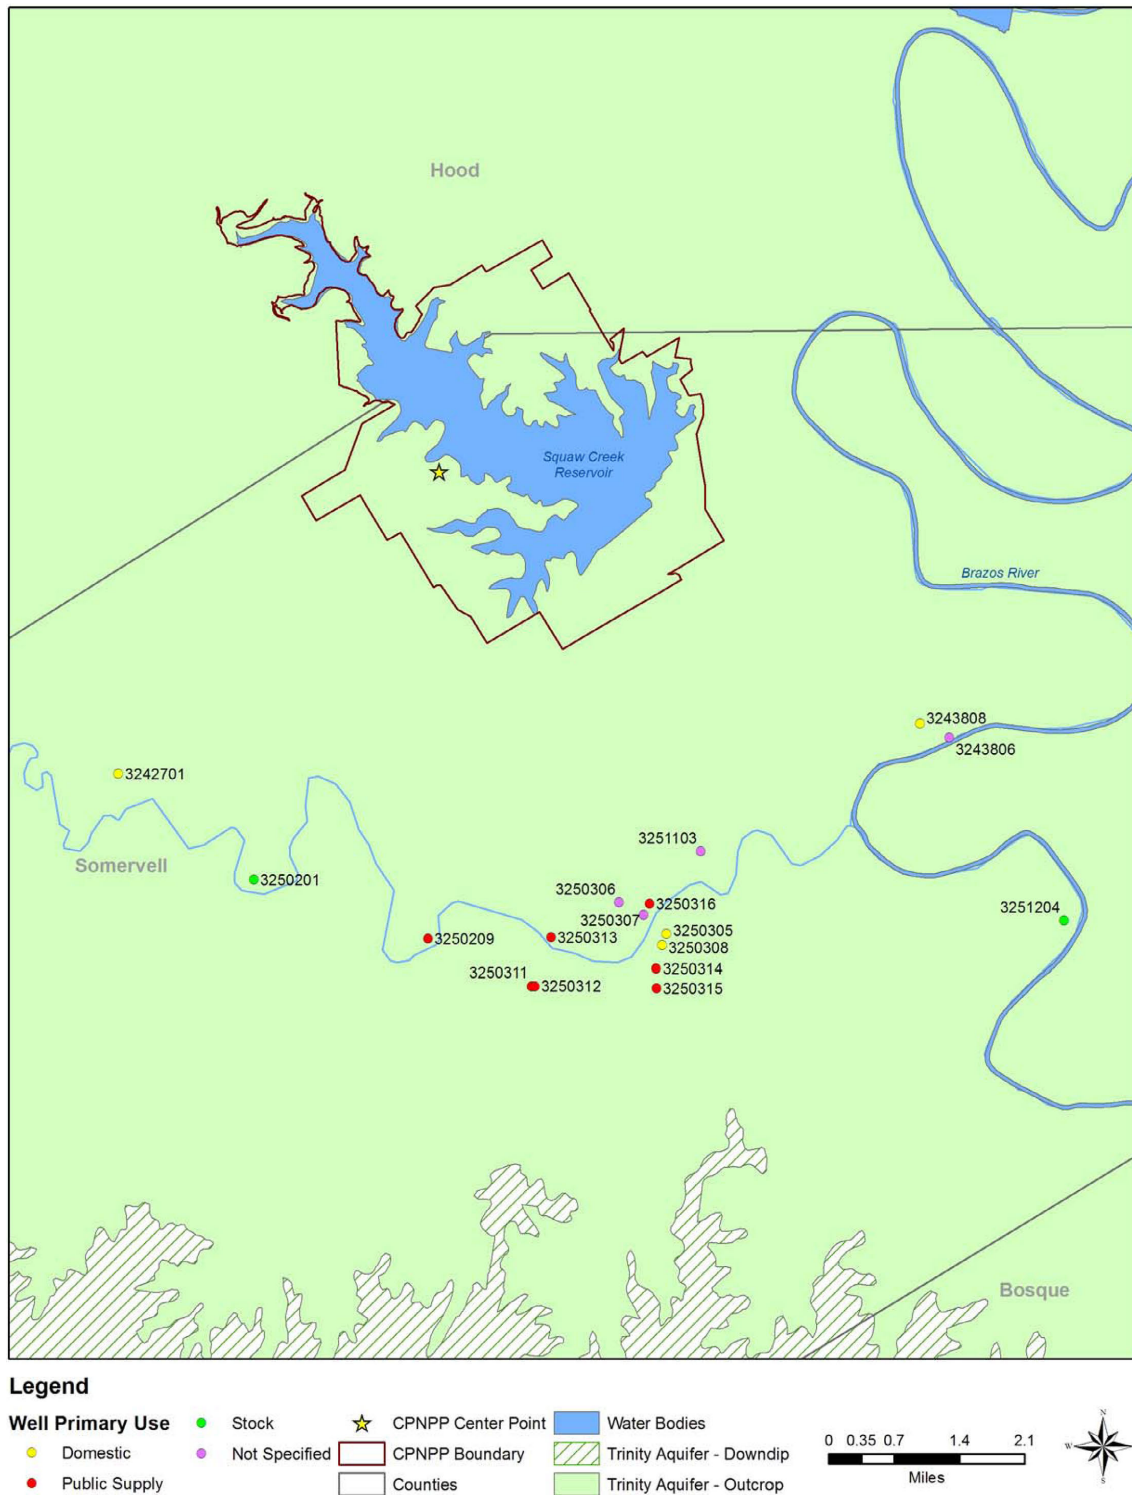 Hood
Squaw Creek
Reservoir
Brazos River
3243808
3243806
3242701
3251103
Somervell
3250201
3250306
3250316
3250307
3251204
3250305
3250209
3250313
3250308
3250314
3250311
3250312
3250315
Bosque
Legend
Well Primary Use
Domestic
Public Supply
Stock
Not Specified
CPNPP Center Point
CPNPP Boundary
Counties
Water Bodies
Trinity Aquifer - Downdip
Trinity Aquifer - Outcrop
0 0.35 0.7 1.4 2.1
Miles
N
W
E
S